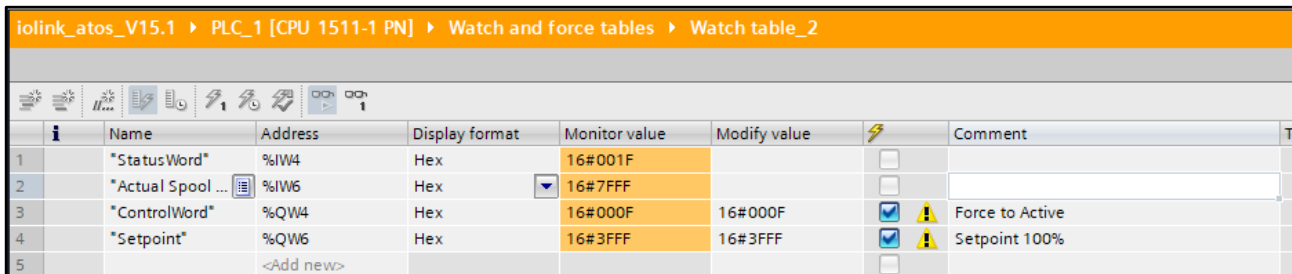 iolink_atos_V15.1 ▸ PLC_1 [CPU 1511-1 PN] ▸ Watch and force tables ▸ Watch table_2
i Name Address Display format Monitor value Modify value Comment T
1 "StatusWord" %IW4 Hex 16#001F
2 "Actual Spool ... %IW6 Hex 16#7FFF
3 "ControlWord" %QW4 Hex 16#000F 16#000F Force to Active
4 "Setpoint" %QW6 Hex 16#3FFF 16#3FFF Setpoint 100%
5 <Add new>